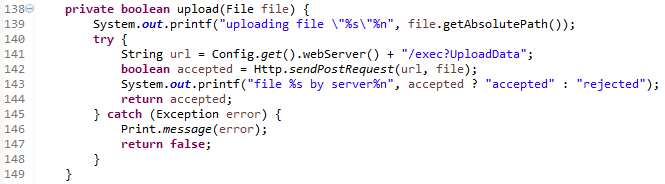 138 private boolean upload(File file) {
139 System.out.printf("uploading file \"%s\"%n", file.getAbsolutePath());
140 try {
141 String url = Config.get().webServer() + "/exec?UploadData";
142 boolean accepted = Http.sendPostRequest(url, file);
143 System.out.printf("file %s by server%n", accepted ? "accepted" : "rejected");
144 return accepted;
145 } catch (Exception error) {
146 Print.message(error);
147 return false;
148 }
149 }